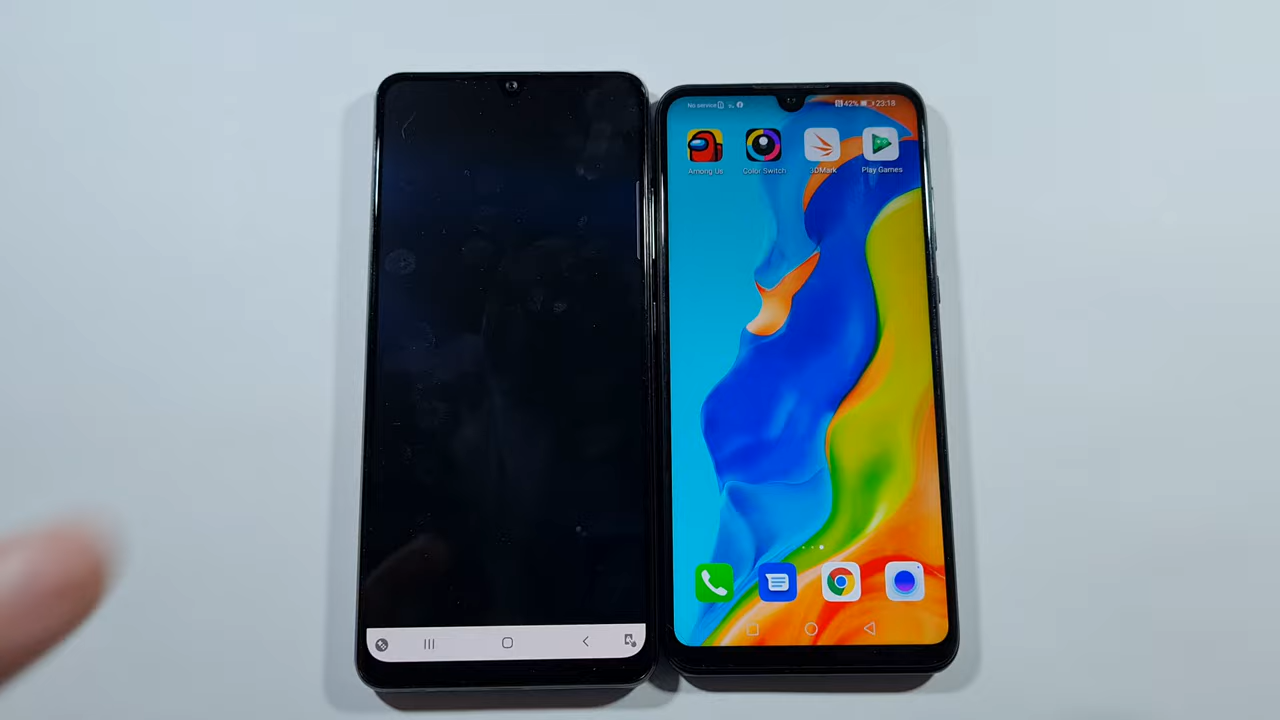 No service
42% 23:18
Among Us
Color Switch
3DMark
Play Games